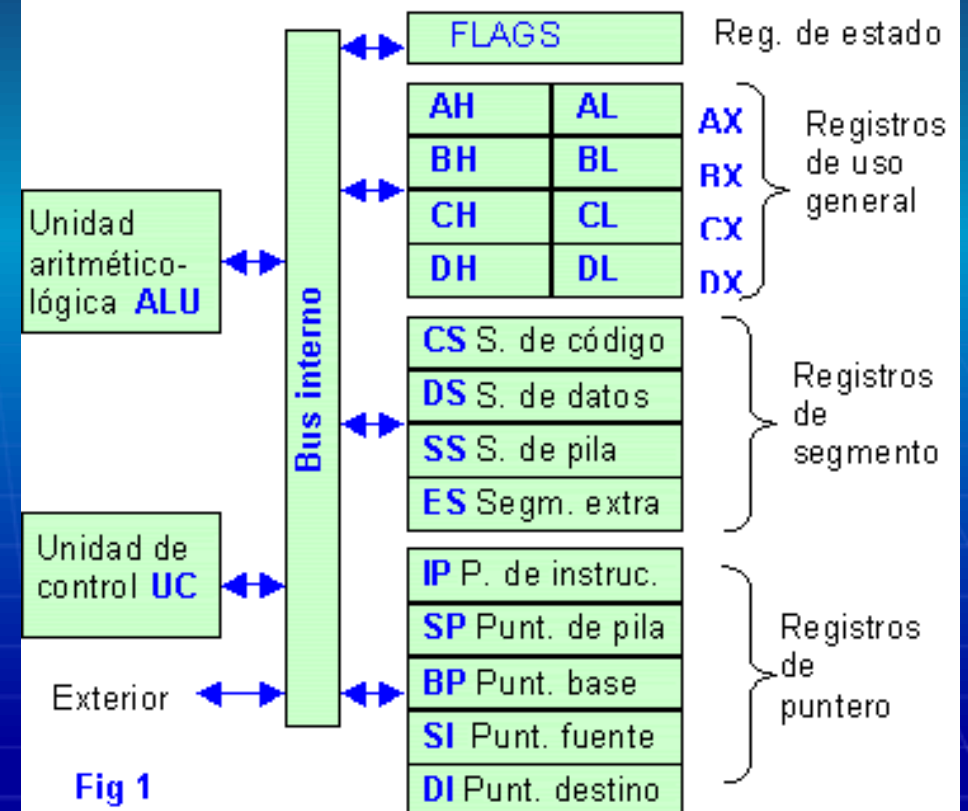 FLAGS
Reg. de estado
AH AL AX
BH BL BX
CH CL CX
DH DL DX
Registros
de uso
general
Unidad
aritmético-
lógica ALU
Bus interno
CS S. de código
DS S. de datos
SS S. de pila
ES Segm. extra
Registros
de
segmento
Unidad de
control UC
Exterior
IP P. de instruc.
SP Punt. de pila
BP Punt. base
SI Punt. fuente
DI Punt. destino
Registros
de
puntero
Fig 1